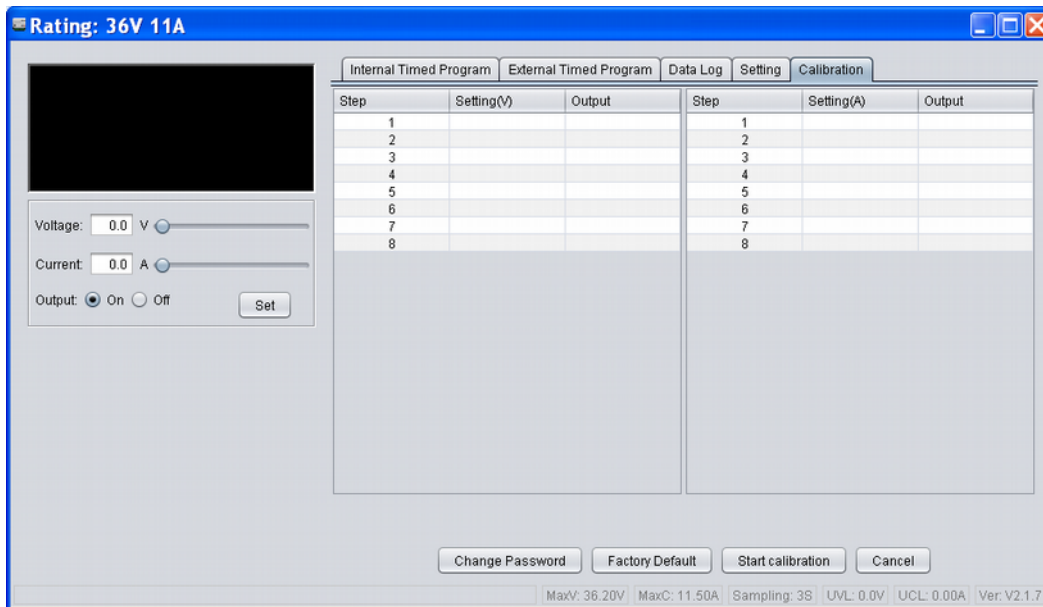 Rating: 36V 11A
Internal Timed Program External Timed Program Data Log Setting Calibration
Step Setting(V) Output Step Setting(A) Output
1 1
2 2
3 3
4 4
5 5
6 6
7 7
8 8
Voltage: 0.0 V
Current: 0.0 A
Output: On Off Set
Change Password Factory Default Start calibration Cancel
MaxV: 36.20V MaxC: 11.50A Sampling: 3S UVL: 0.0V UCL: 0.00A Ver: V2.1.7